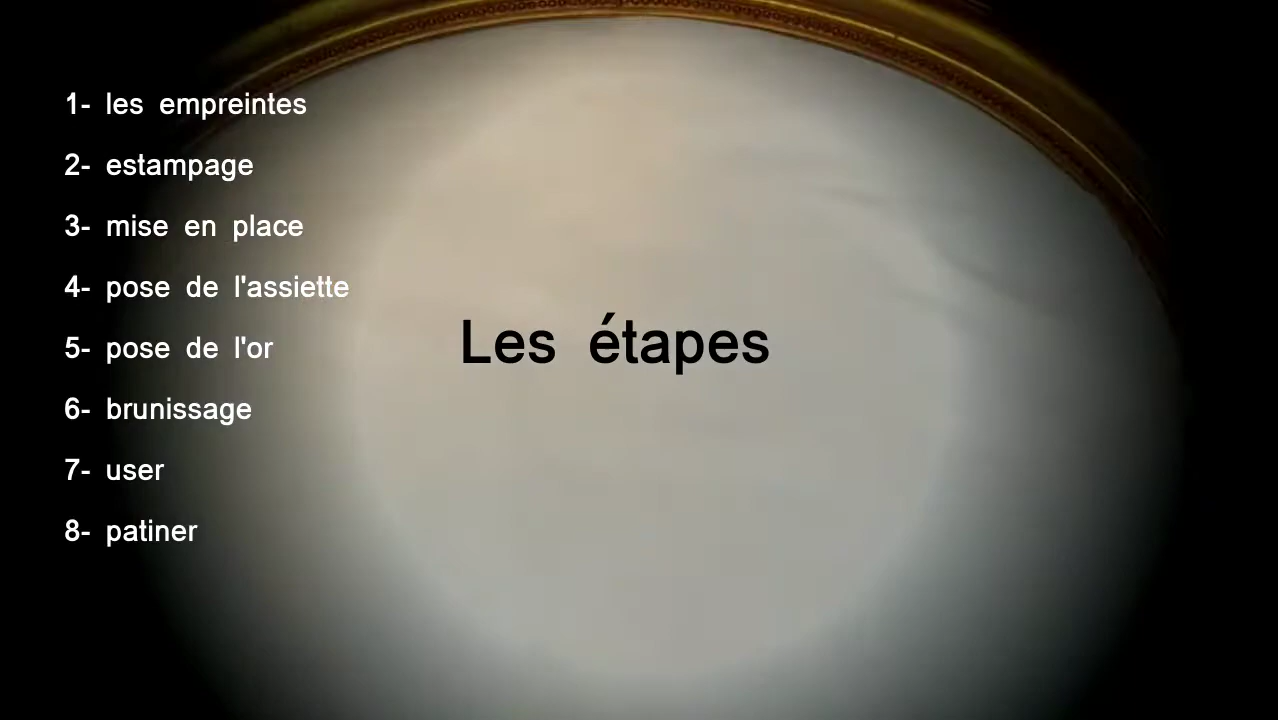 1- les empreintes
2- estampage
3- mise en place
4- pose de l'assiette
5- pose de l'or
6- brunissage
7- user
8- patiner
Les étapes